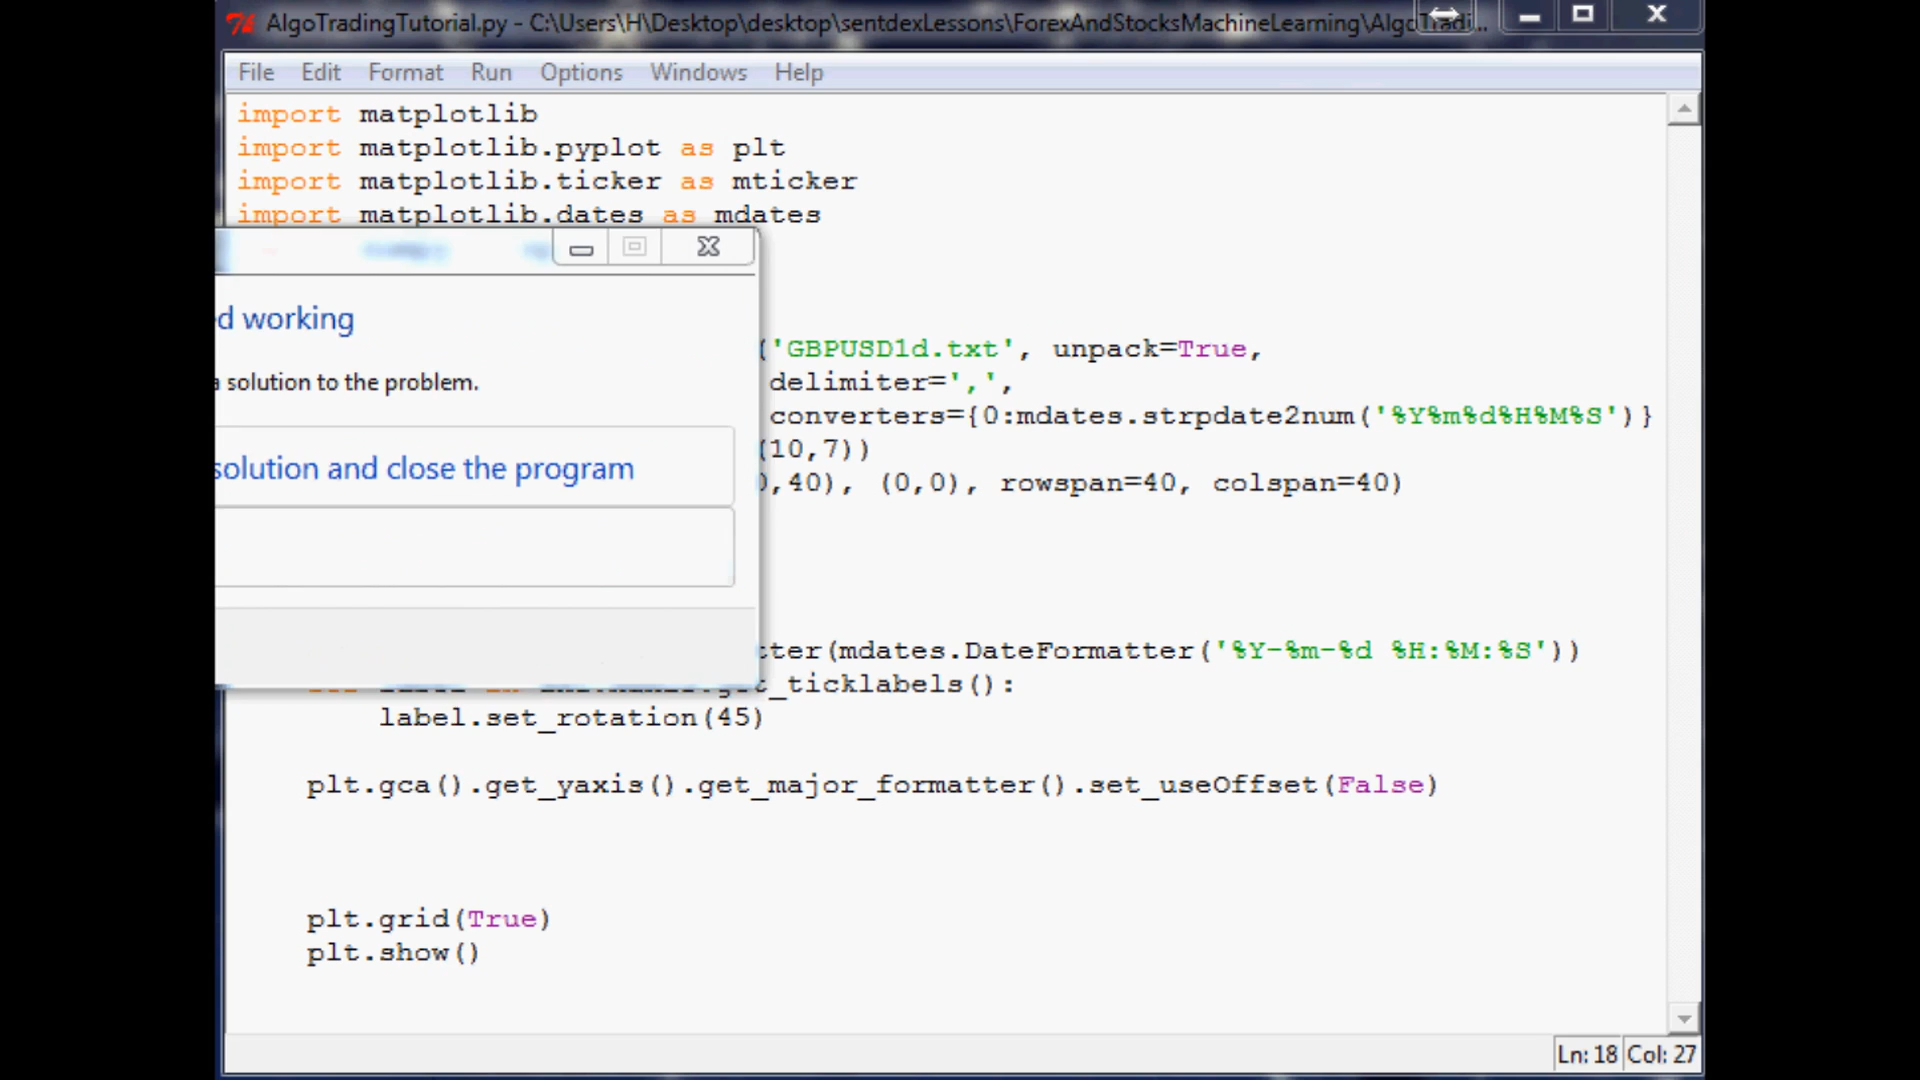 AlgoTradingTutorial.py - C:\Users\H\Desktop\desktop\sentdexLessons\ForexAndStocksMachineLearning\AlgoTradi...
File Edit Format Run Options Windows Help
import matplotlib
import matplotlib.pyplot as plt
import matplotlib.ticker as mticker
import matplotlib.dates as mdates
d working
a solution to the problem.
solution and close the program
('GBPUSD1d.txt', unpack=True,
delimiter=',',
converters={0:mdates.strpdate2num('%Y%m%d%H%M%S')}
(10,7))
,40), (0,0), rowspan=40, colspan=40)
tter(mdates.DateFormatter('%Y-%m-%d %H:%M:%S'))
t_ticklabels():
label.set_rotation(45)
plt.gca().get_yaxis().get_major_formatter().set_useOffset(False)
plt.grid(True)
plt.show()
Ln: 18 Col: 27